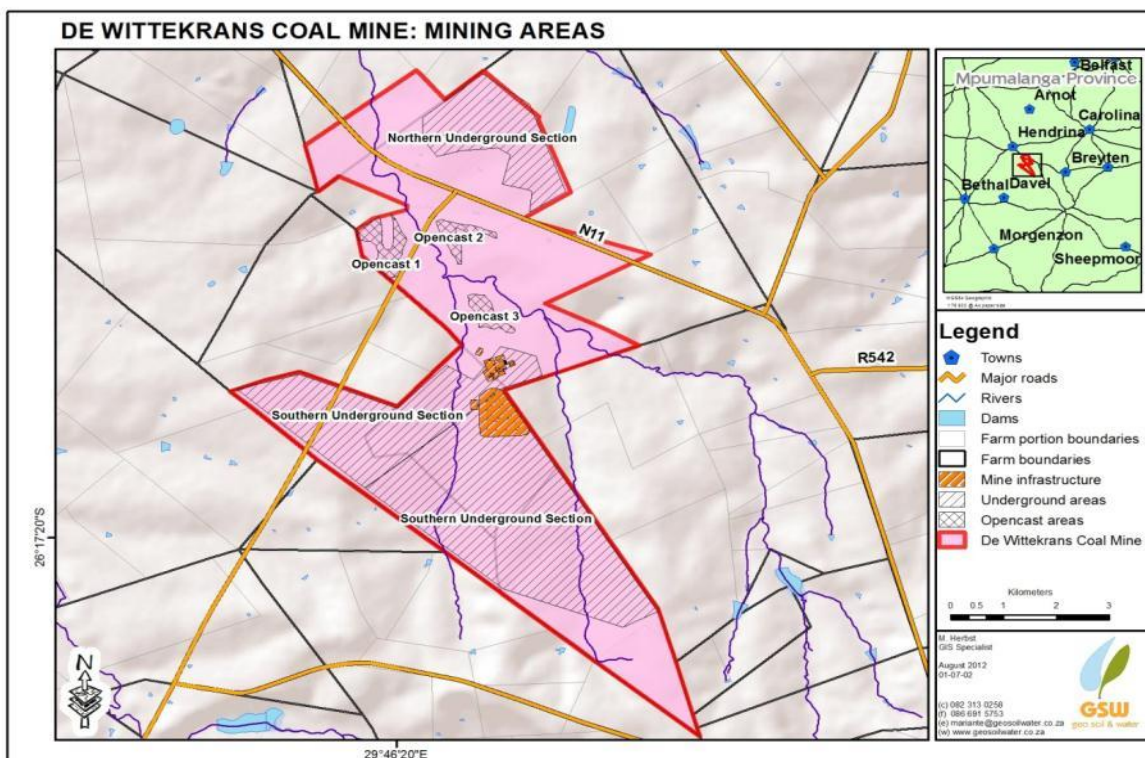 DE WITTEKRANS COAL MINE: MINING AREAS
Northern Underground Section
N11
Opencast 2
Opencast 1
Opencast 3
R542
Southern Underground Section
Southern Underground Section
26°17'20"S
29°46'20"E
N
Belfast
Mpumalanga Province
Arnot
Carolina
Hendrina
Breyten
Bethal
Davel
Morgenzon
Sheepmoor
Legend
Towns
Major roads
Rivers
Dams
Farm portion boundaries
Farm boundaries
Mine infrastructure
Underground areas
Opencast areas
De Wittekrans Coal Mine
Kilometers
0 0.5 1 2 3
M. Herbst
GIS Specialist
August 2012
01-07-02
(c) 082 313 0256
(f) 086 691 5753
(e) mariante@geosoilwater.co.za
(w) www.geosoilwater.co.za
GSW
geo soil & water